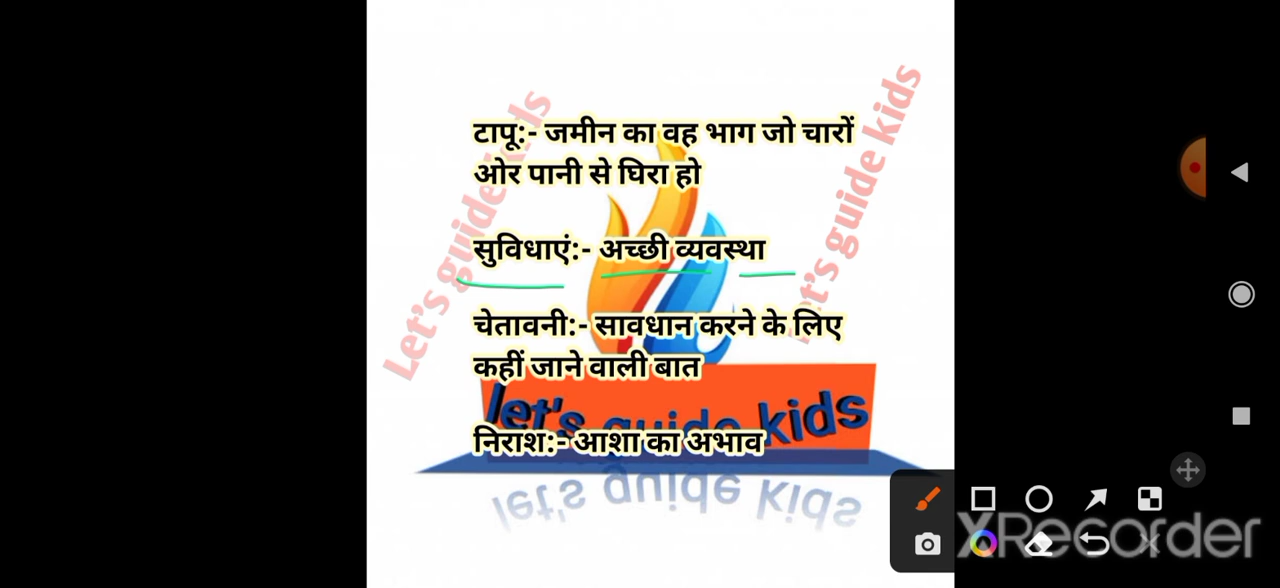 टापू:- जमीन का वह भाग जो चारों
ओर पानी से घिरा हो
सुविधाएं:- अच्छी व्यवस्था
चेतावनी:- सावधान करने के लिए
कहीं जाने वाली बात
निराश:- आशा का अभाव
Let's guide kids
Let's guide kids
let's guide kids
let's guide kids
XRecorder